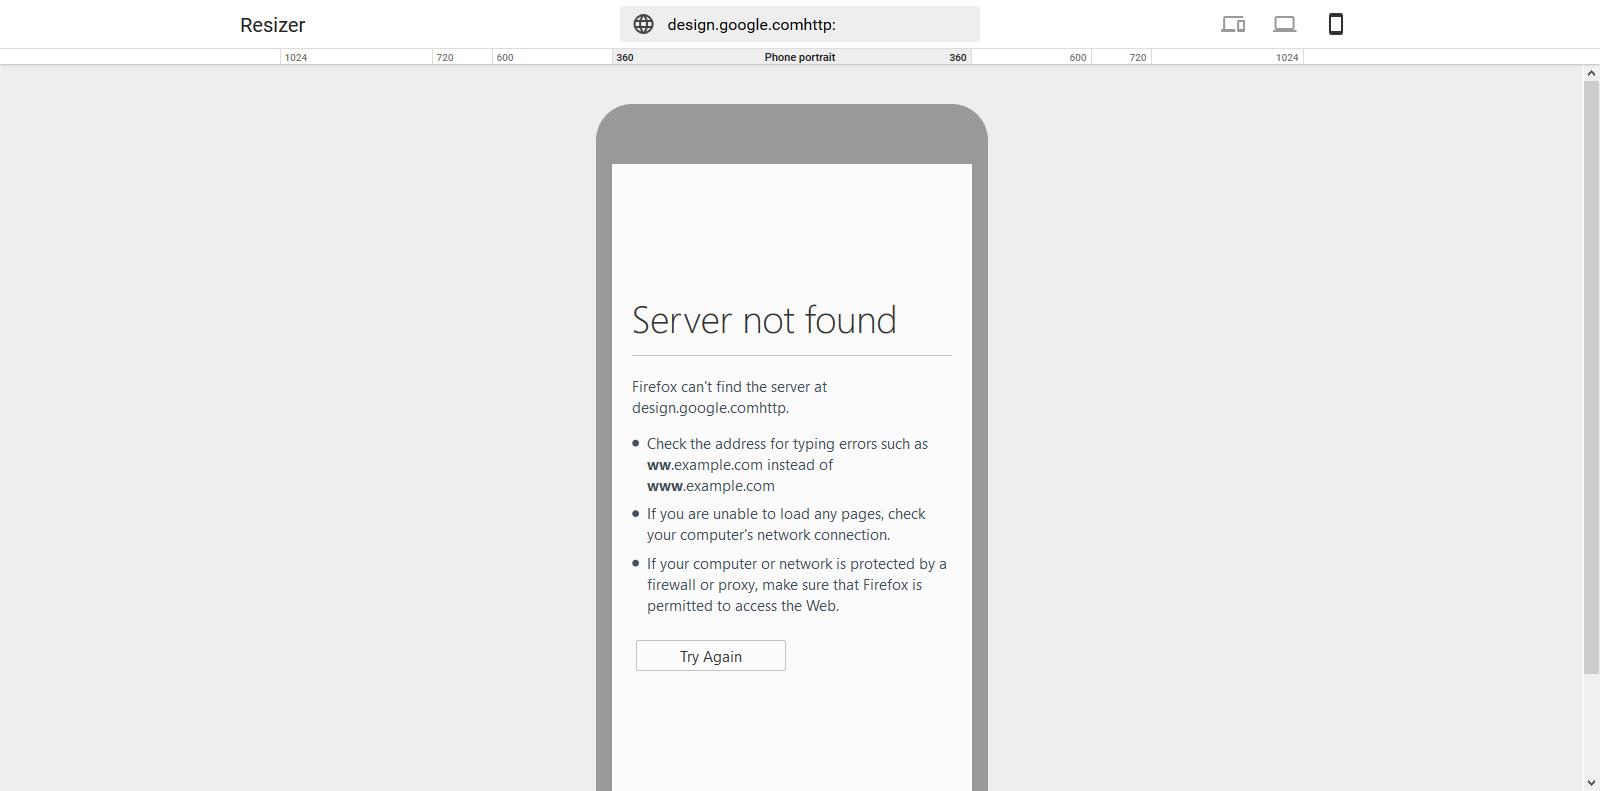 Resizer
design.google.comhttp:
1024 720 600 360 Phone portrait 360 600 720 1024
Server not found
Firefox can't find the server at
design.google.comhttp.
Check the address for typing errors such as
ww.example.com instead of
www.example.com
If you are unable to load any pages, check
your computer's network connection.
If your computer or network is protected by a
firewall or proxy, make sure that Firefox is
permitted to access the Web.
Try Again